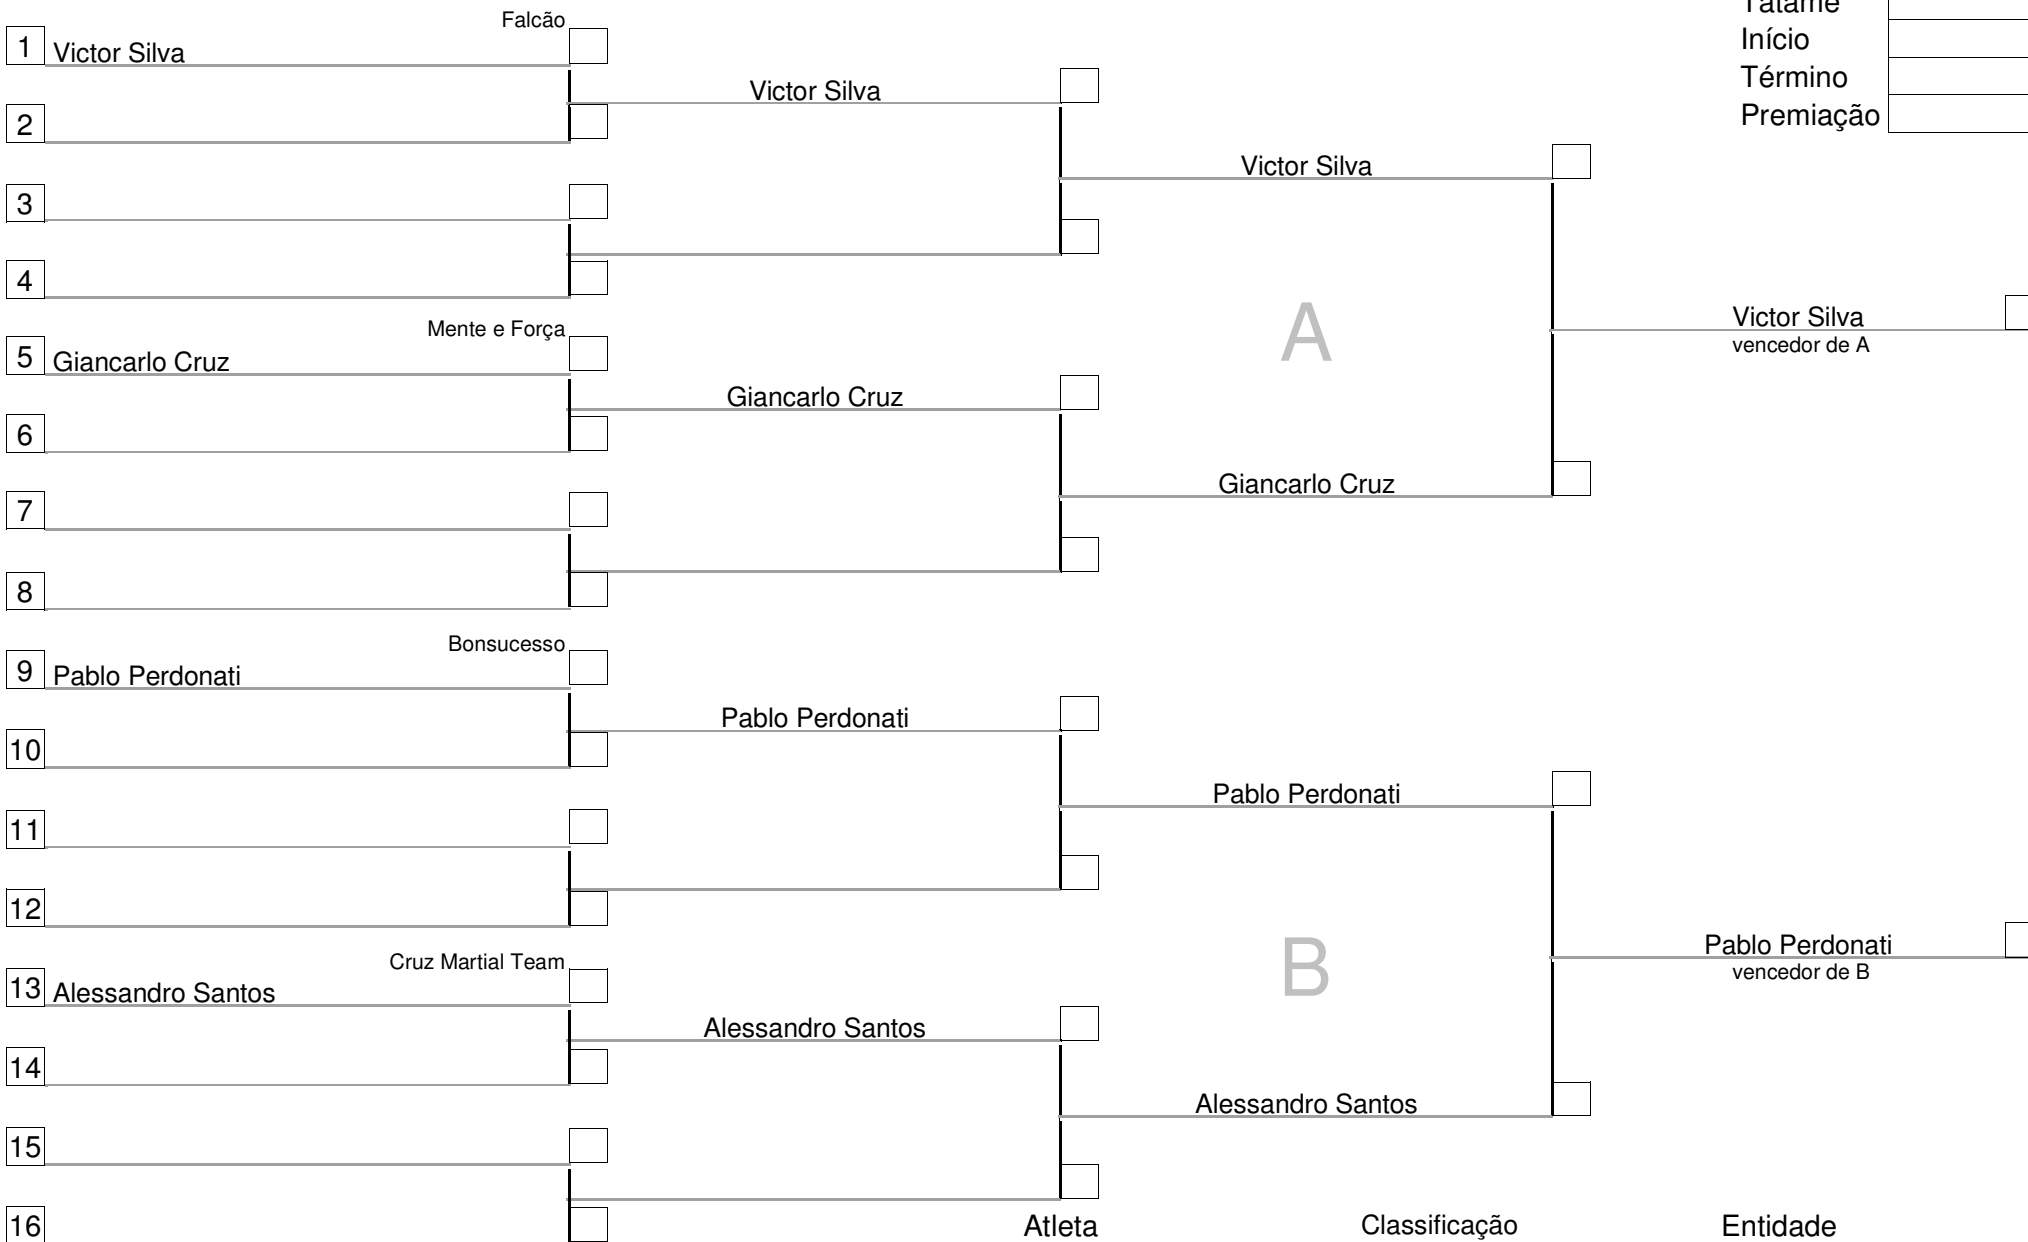 Tatame
Início
Término
Premiação
Falcão
1 Victor Silva
Victor Silva
2
Victor Silva
3
4
A
Victor Silva
vencedor de A
Mente e Força
5 Giancarlo Cruz
Giancarlo Cruz
6
Giancarlo Cruz
7
8
Bonsucesso
9 Pablo Perdonati
Pablo Perdonati
10
Pablo Perdonati
11
12
B
Pablo Perdonati
vencedor de B
Cruz Martial Team
13 Alessandro Santos
Alessandro Santos
14
Alessandro Santos
15
16
Atleta Classificação Entidade